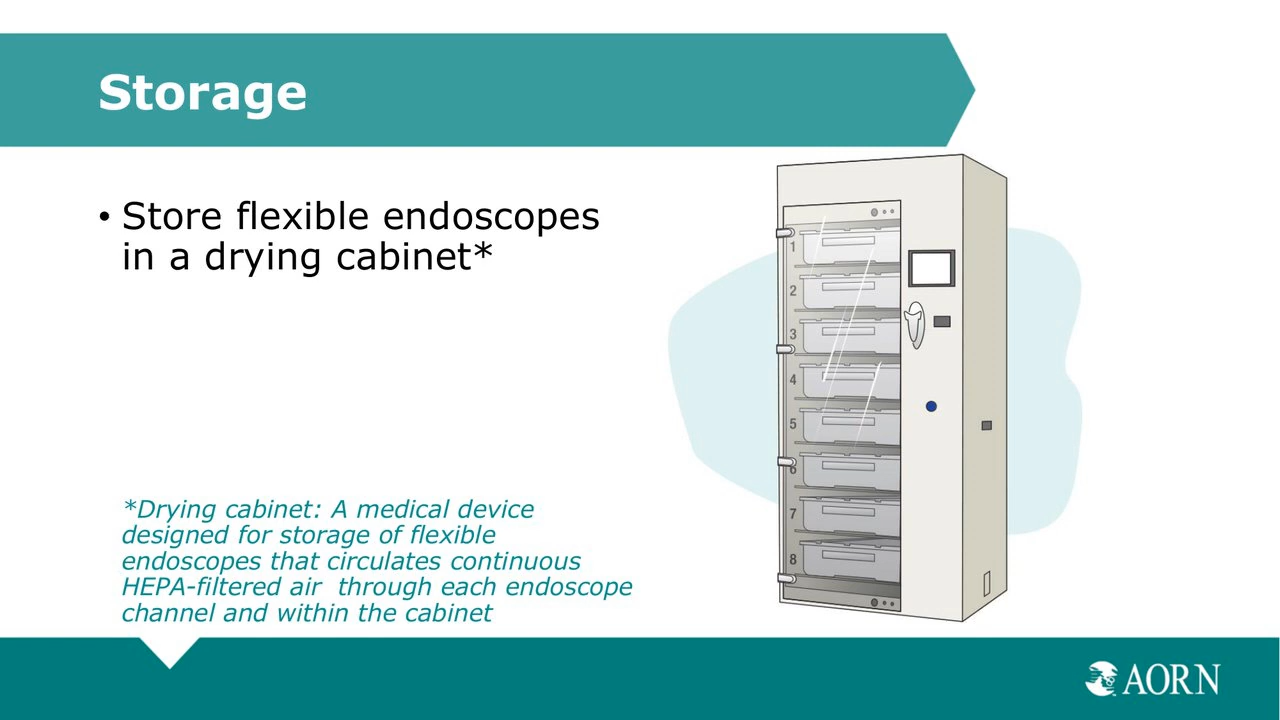 Storage
• Store flexible endoscopes
in a drying cabinet*
1
2
3
4
5
6
7
8
*Drying cabinet: A medical device
designed for storage of flexible
endoscopes that circulates continuous
HEPA-filtered air  through each endoscope
channel and within the cabinet
AORN